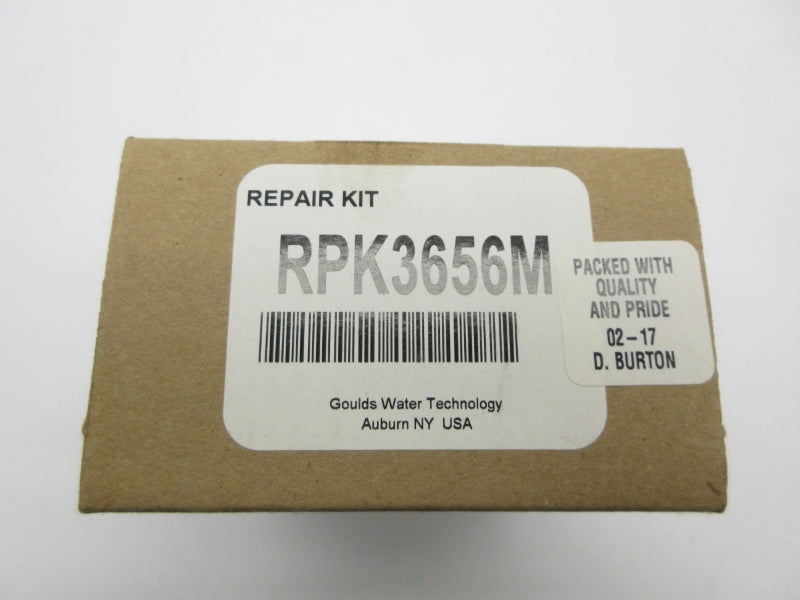 REPAIR KIT
RPK3656M
Goulds Water Technology
Auburn NY USA
PACKED WITH
QUALITY
AND PRIDE
02-17
D. BURTON